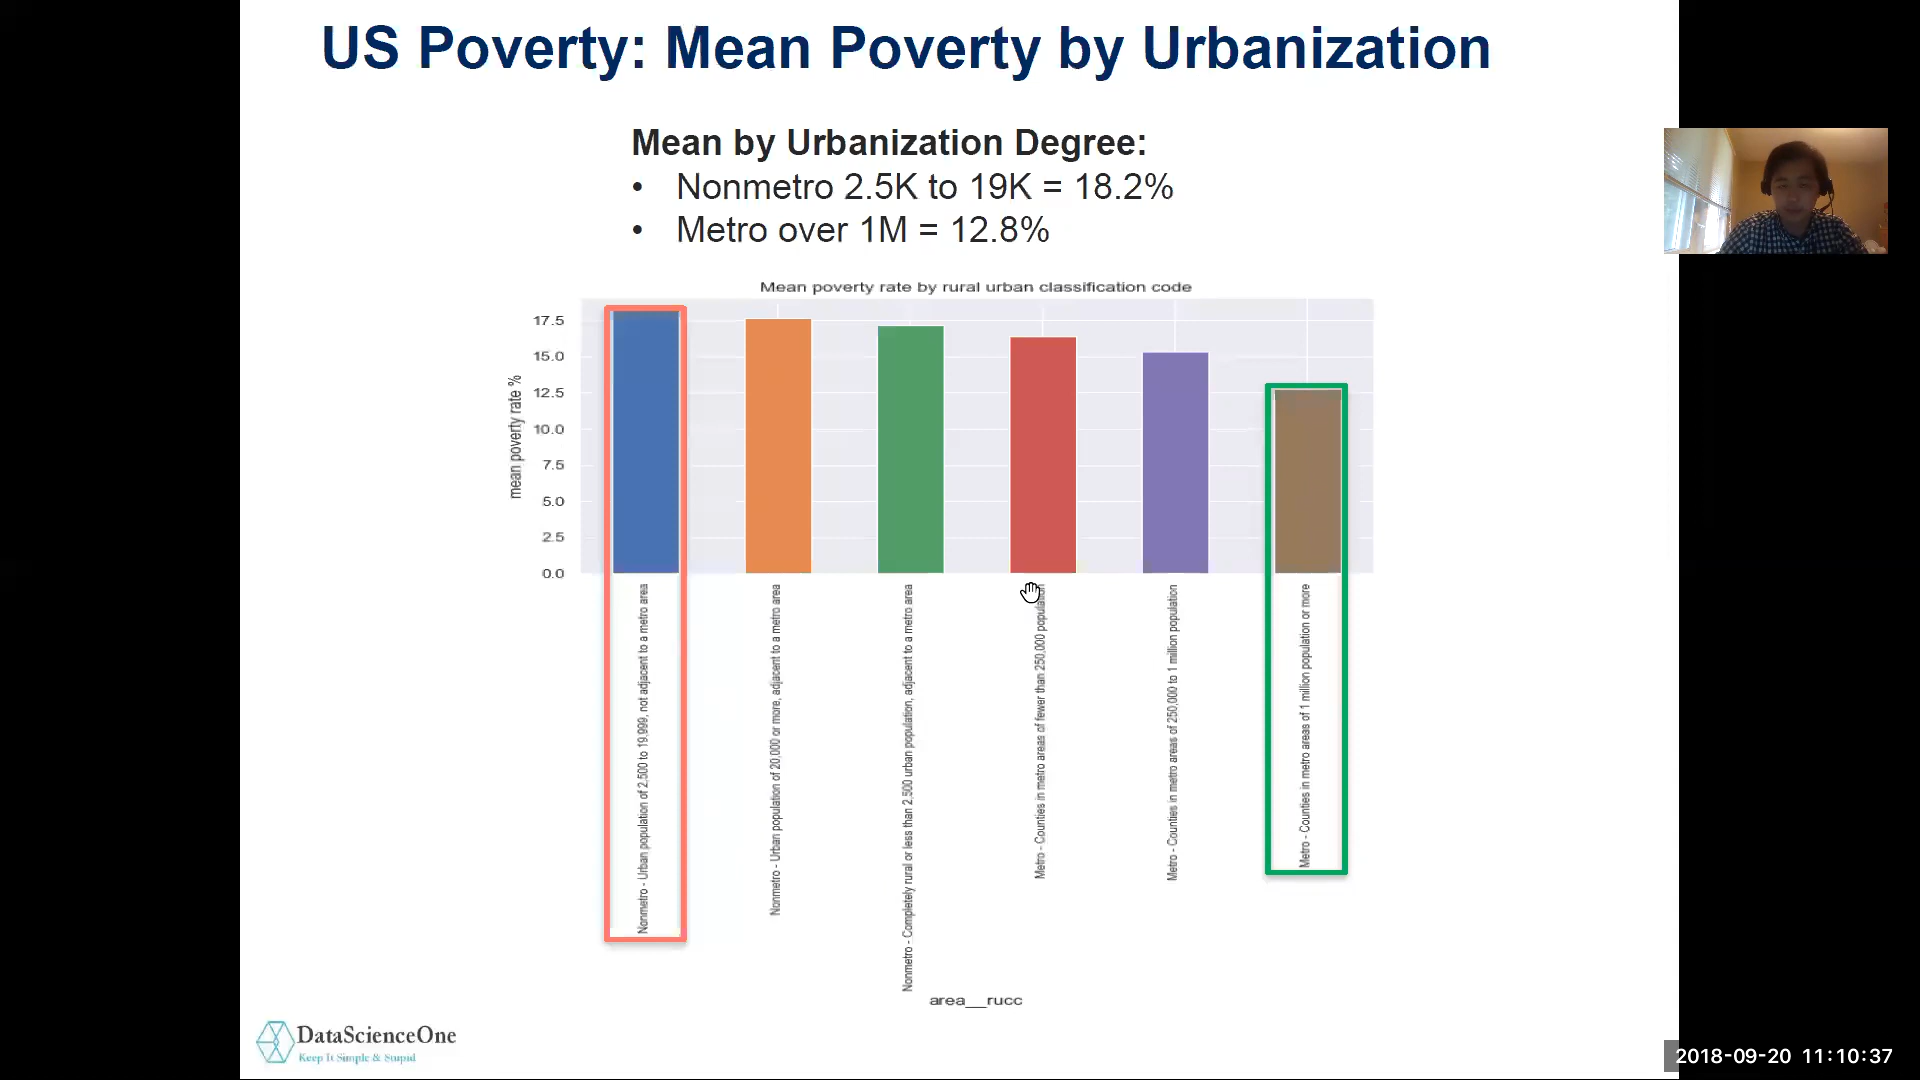 US Poverty: Mean Poverty by Urbanization
Mean by Urbanization Degree:
• Nonmetro 2.5K to 19K = 18.2%
• Metro over 1M = 12.8%
Mean poverty rate by rural urban classification code
mean poverty rate %
17.5
15.0
12.5
10.0
7.5
5.0
2.5
0.0
Nonmetro - Urban population of 2,500 to 19,999, not adjacent to a metro area
Nonmetro - Urban population of 20,000 or more, adjacent to a metro area
Nonmetro - Completely rural or less than 2,500 urban population, adjacent to a metro area
Metro - Counties in metro areas of fewer than 250,000 population
Metro - Counties in metro areas of 250,000 to 1 million population
Metro - Counties in metro areas of 1 million population or more
area__rucc
DataScienceOne
Keep It Simple & Stupid
2018-09-20 11:10:37